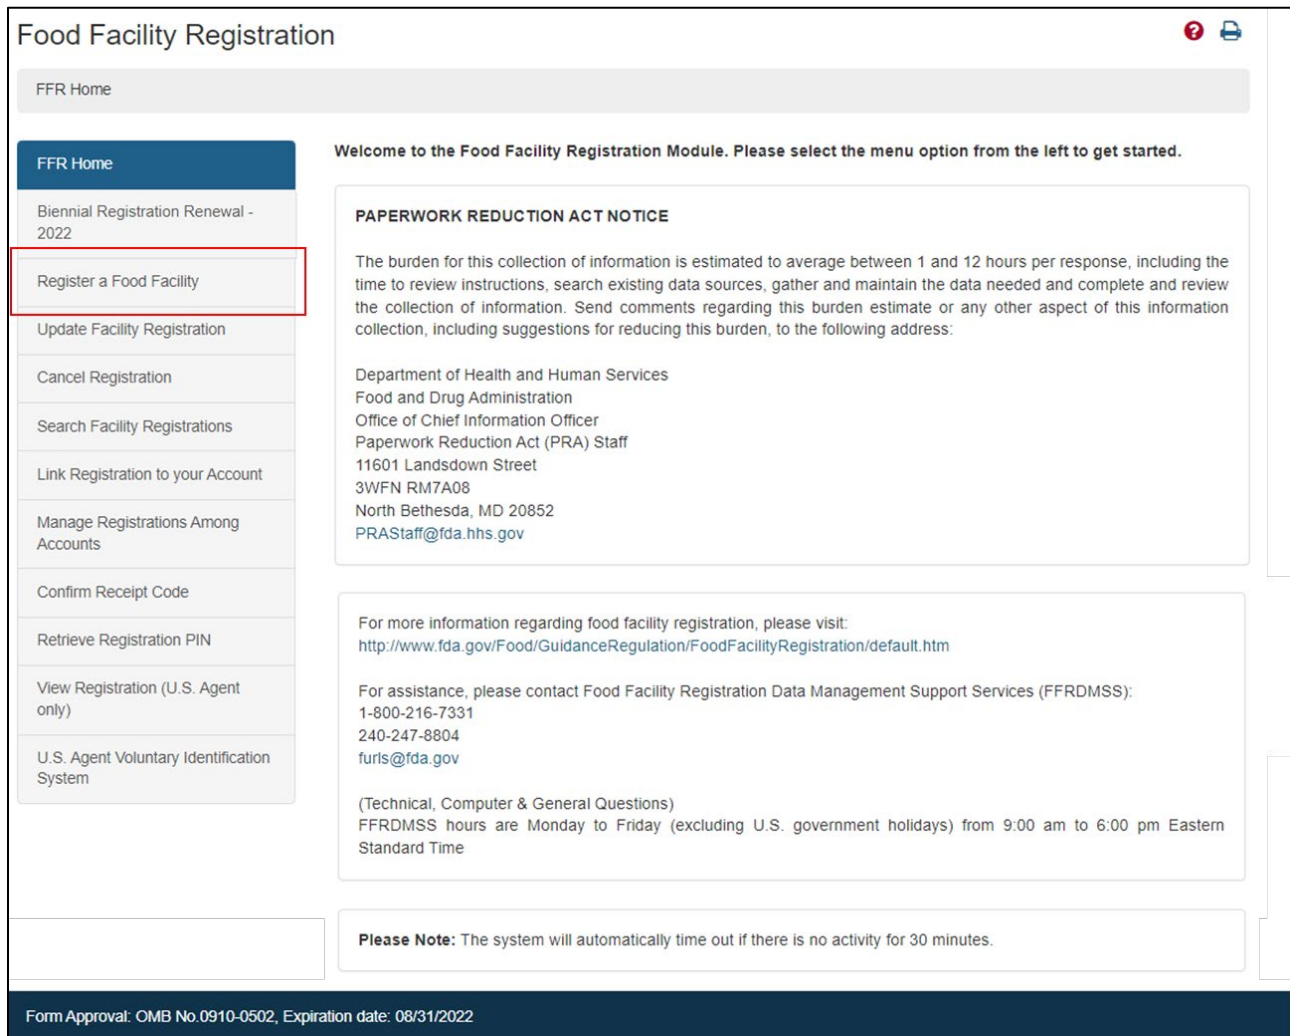 Food Facility Registration
FFR Home
FFR Home
Biennial Registration Renewal -
2022
Register a Food Facility
Update Facility Registration
Cancel Registration
Search Facility Registrations
Link Registration to your Account
Manage Registrations Among
Accounts
Confirm Receipt Code
Retrieve Registration PIN
View Registration (U.S. Agent
only)
U.S. Agent Voluntary Identification
System
Welcome to the Food Facility Registration Module. Please select the menu option from the left to get started.
PAPERWORK REDUCTION ACT NOTICE
The burden for this collection of information is estimated to average between 1 and 12 hours per response, including the
time to review instructions, search existing data sources, gather and maintain the data needed and complete and review
the collection of information. Send comments regarding this burden estimate or any other aspect of this information
collection, including suggestions for reducing this burden, to the following address:
Department of Health and Human Services
Food and Drug Administration
Office of Chief Information Officer
Paperwork Reduction Act (PRA) Staff
11601 Landsdown Street
3WFN RM7A08
North Bethesda, MD 20852
PRAStaff@fda.hhs.gov
For more information regarding food facility registration, please visit:
http://www.fda.gov/Food/GuidanceRegulation/FoodFacilityRegistration/default.htm
For assistance, please contact Food Facility Registration Data Management Support Services (FFRDMSS):
1-800-216-7331
240-247-8804
furls@fda.gov
(Technical, Computer & General Questions)
FFRDMSS hours are Monday to Friday (excluding U.S. government holidays) from 9:00 am to 6:00 pm Eastern
Standard Time
Please Note: The system will automatically time out if there is no activity for 30 minutes.
Form Approval: OMB No.0910-0502, Expiration date: 08/31/2022